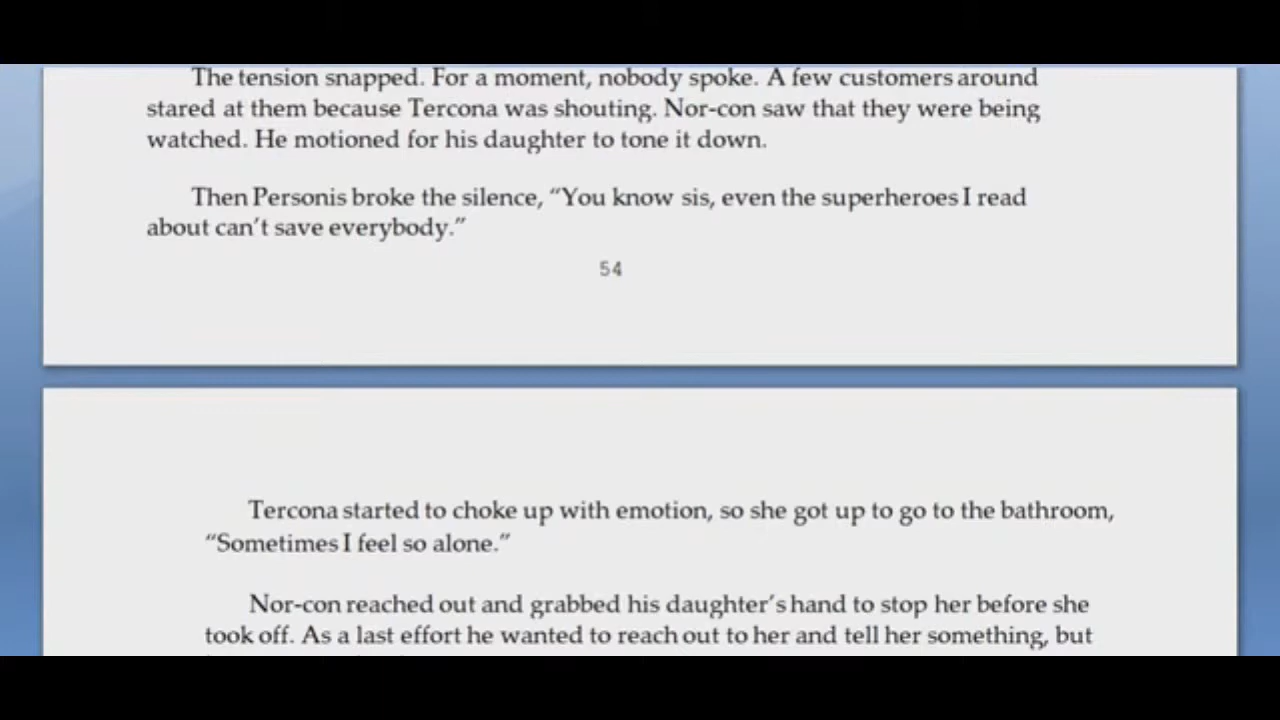 The tension snapped. For a moment, nobody spoke. A few customers around
stared at them because Tercona was shouting. Nor-con saw that they were being
watched. He motioned for his daughter to tone it down.
Then Personis broke the silence, “You know sis, even the superheroes I read
about can’t save everybody.”
54
Tercona started to choke up with emotion, so she got up to go to the bathroom,
“Sometimes I feel so alone.”
Nor-con reached out and grabbed his daughter’s hand to stop her before she
took off. As a last effort he wanted to reach out to her and tell her something, but